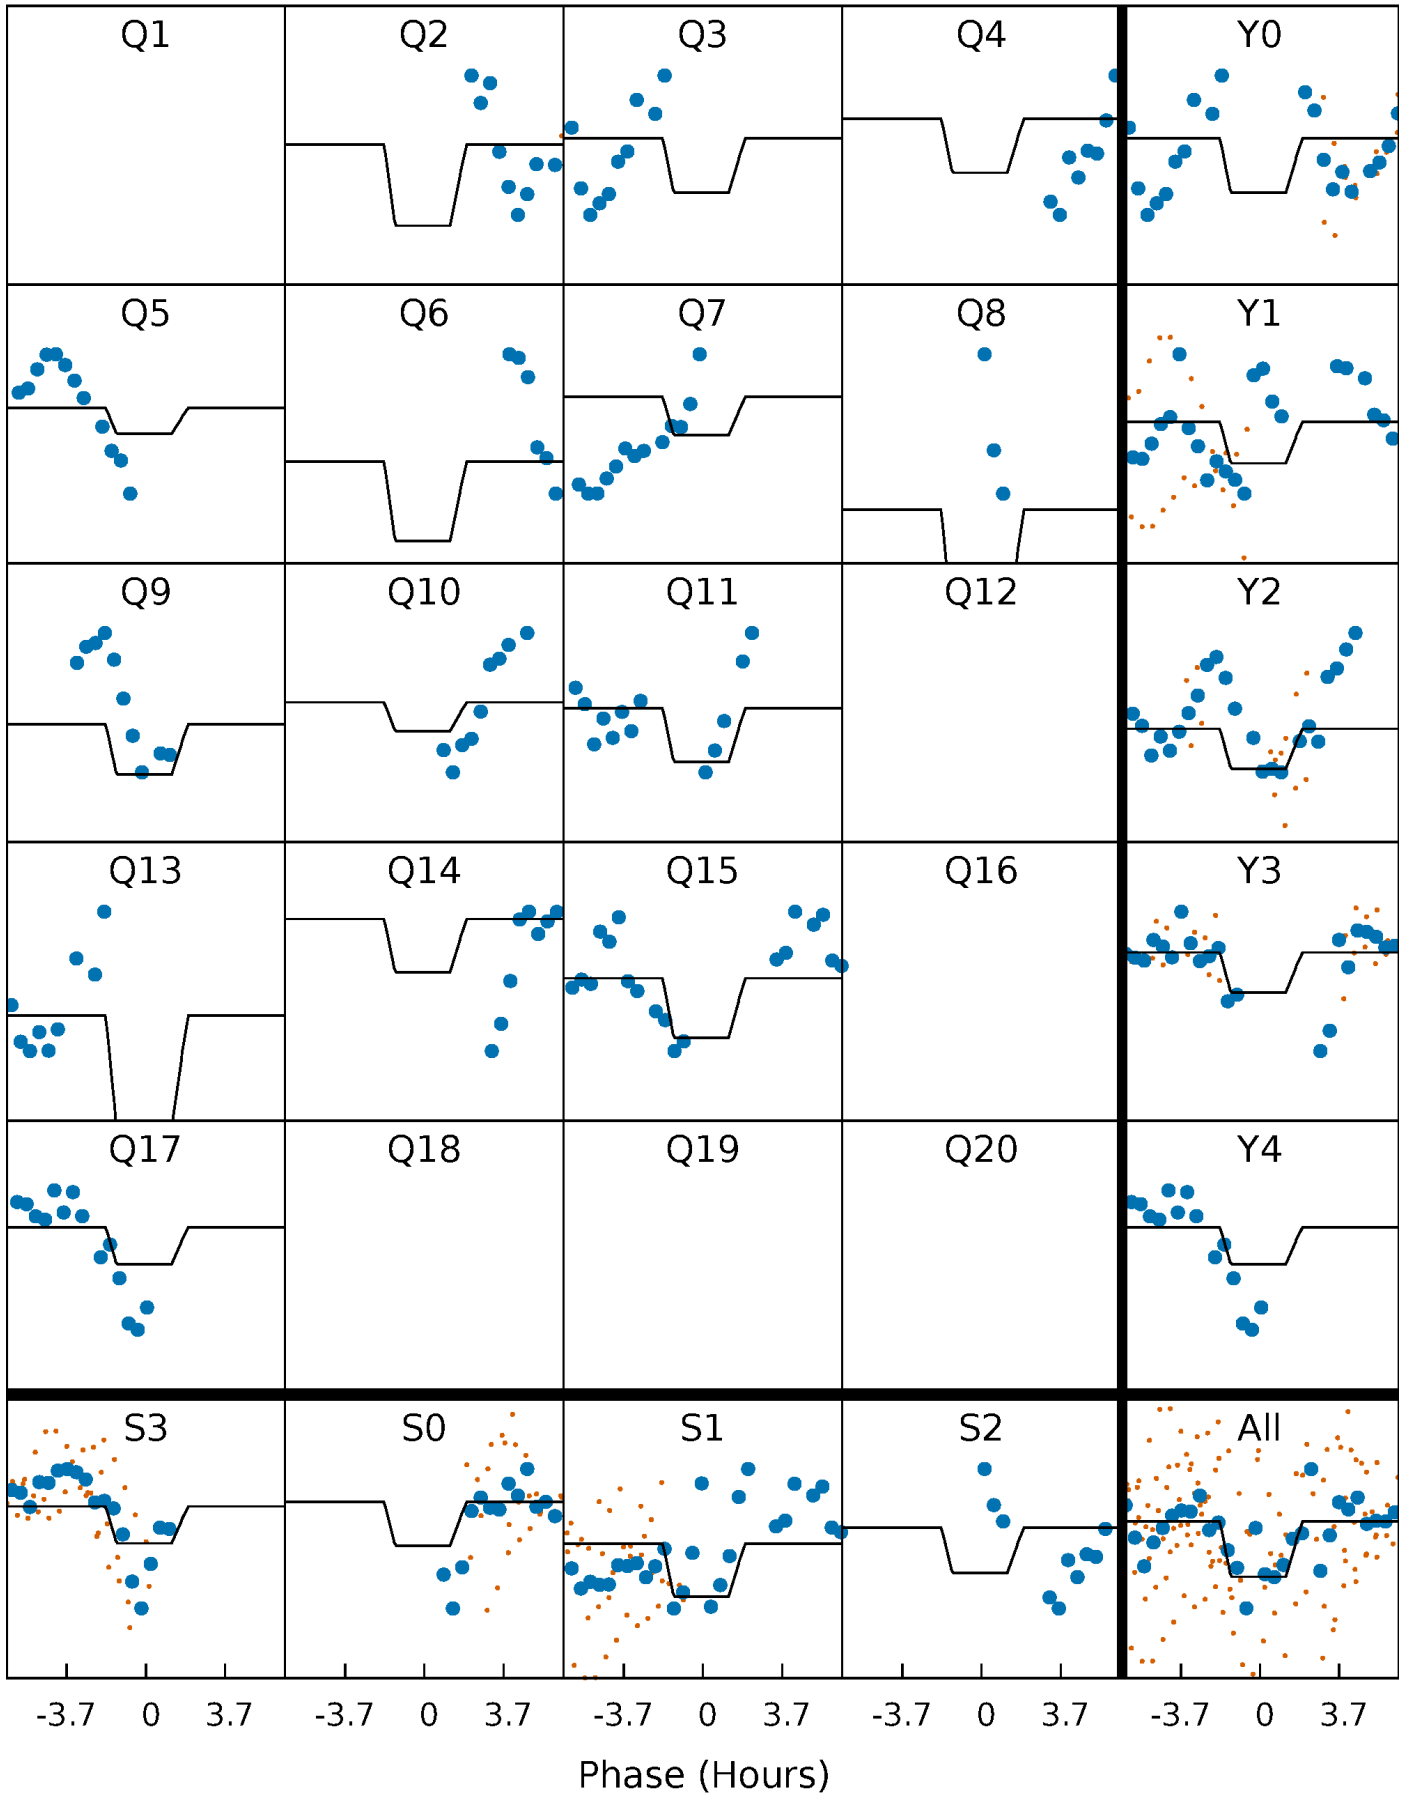 Q1 Q2 Q3 Q4 Y0
Q5 Q6 Q7 Q8 Y1
Q9 Q10 Q11 Q12 Y2
Q13 Q14 Q15 Q16 Y3
Q17 Q18 Q19 Q20 Y4
S3 S0 S1 S2 All
-3.7 0 3.7 -3.7 0 3.7 -3.7 0 3.7 -3.7 0 3.7 -3.7 0 3.7
Phase (Hours)